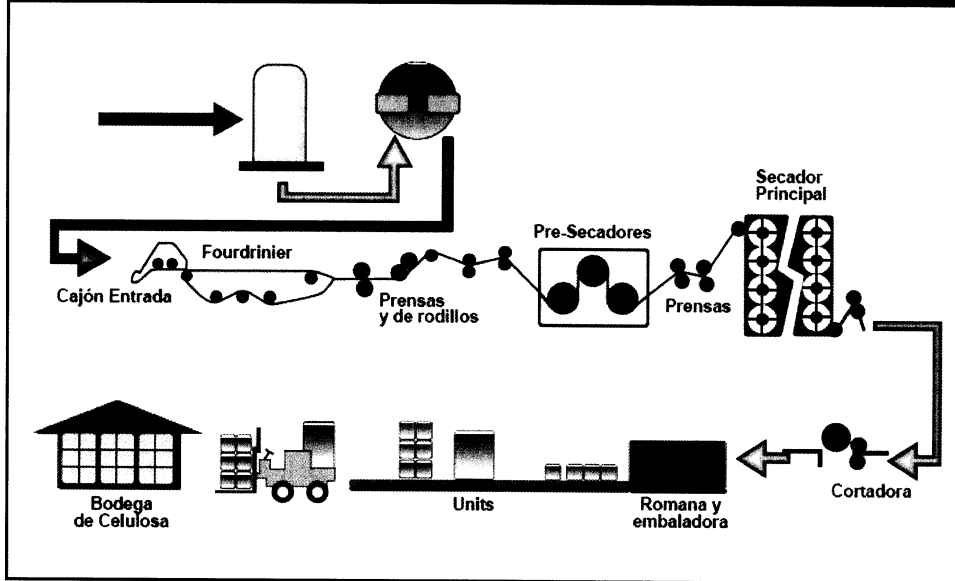 Secador
Principal
Pre-Secadores
Fourdrinier
Cajón Entrada
Prensas
y de rodillos
Prensas
Cortadora
Romana y
embaladora
Units
Bodega
de Celulosa